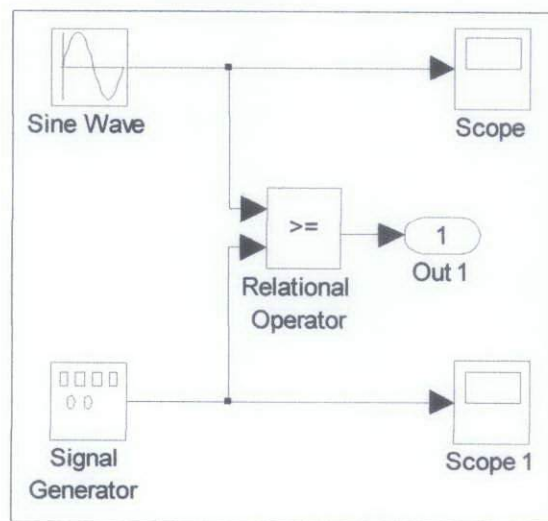 Sine Wave
Scope
>=
1
Out 1
Relational
Operator
Signal
Generator
Scope 1